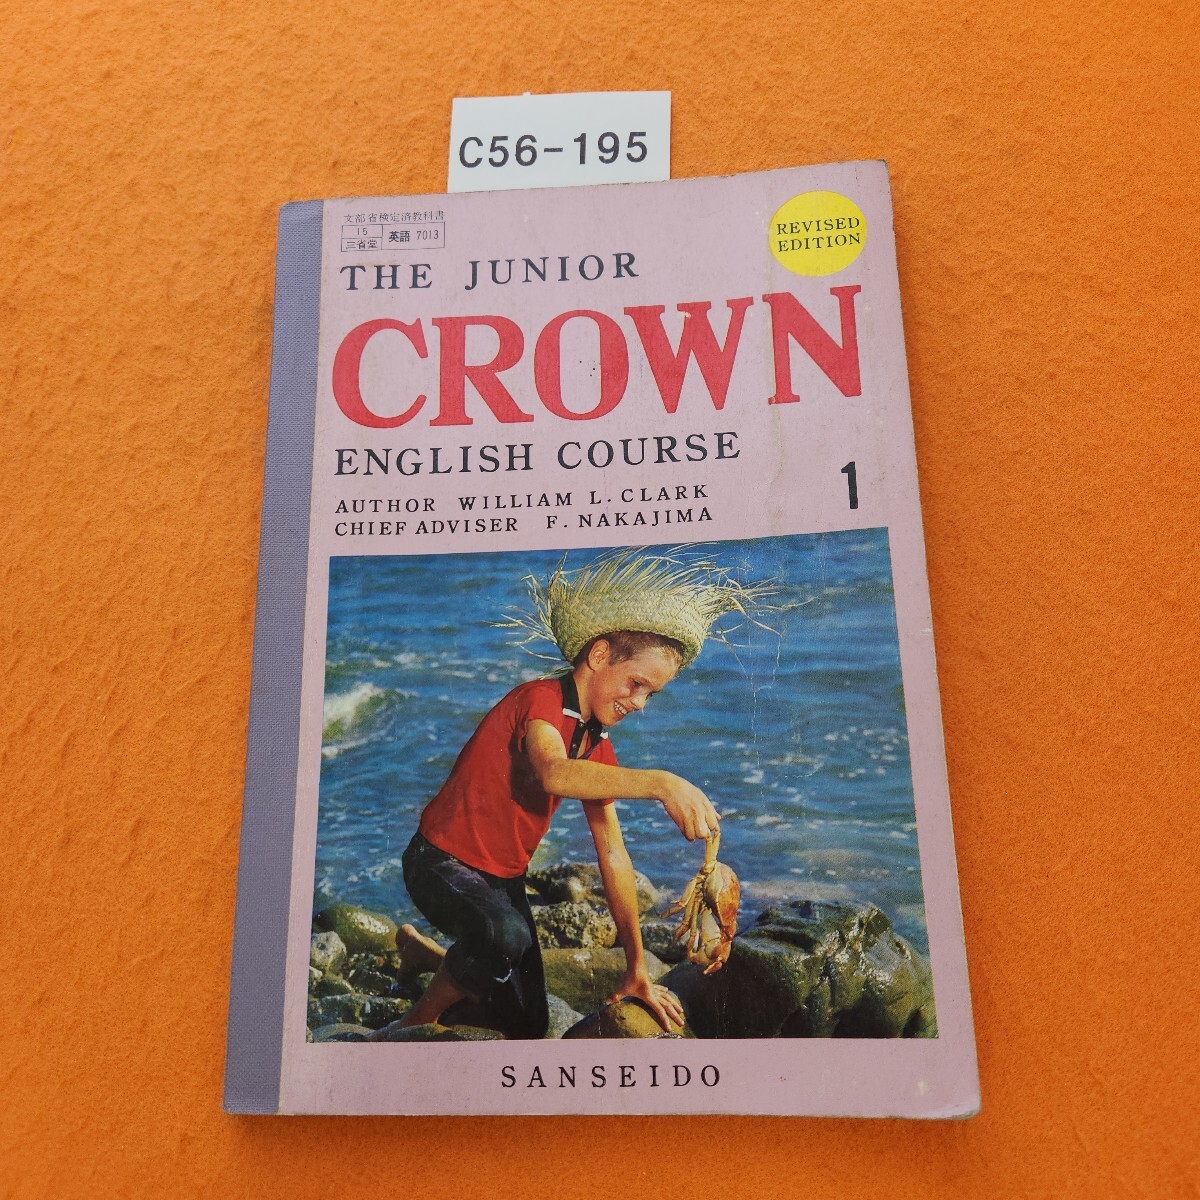 C56-195
文部省検定済教科書
15
三省堂
英語 7013
REVISED
EDITION
THE JUNIOR
CROWN
ENGLISH COURSE
1
AUTHOR WILLIAM L. CLARK
CHIEF ADVISER F. NAKAJIMA
SANSEIDO